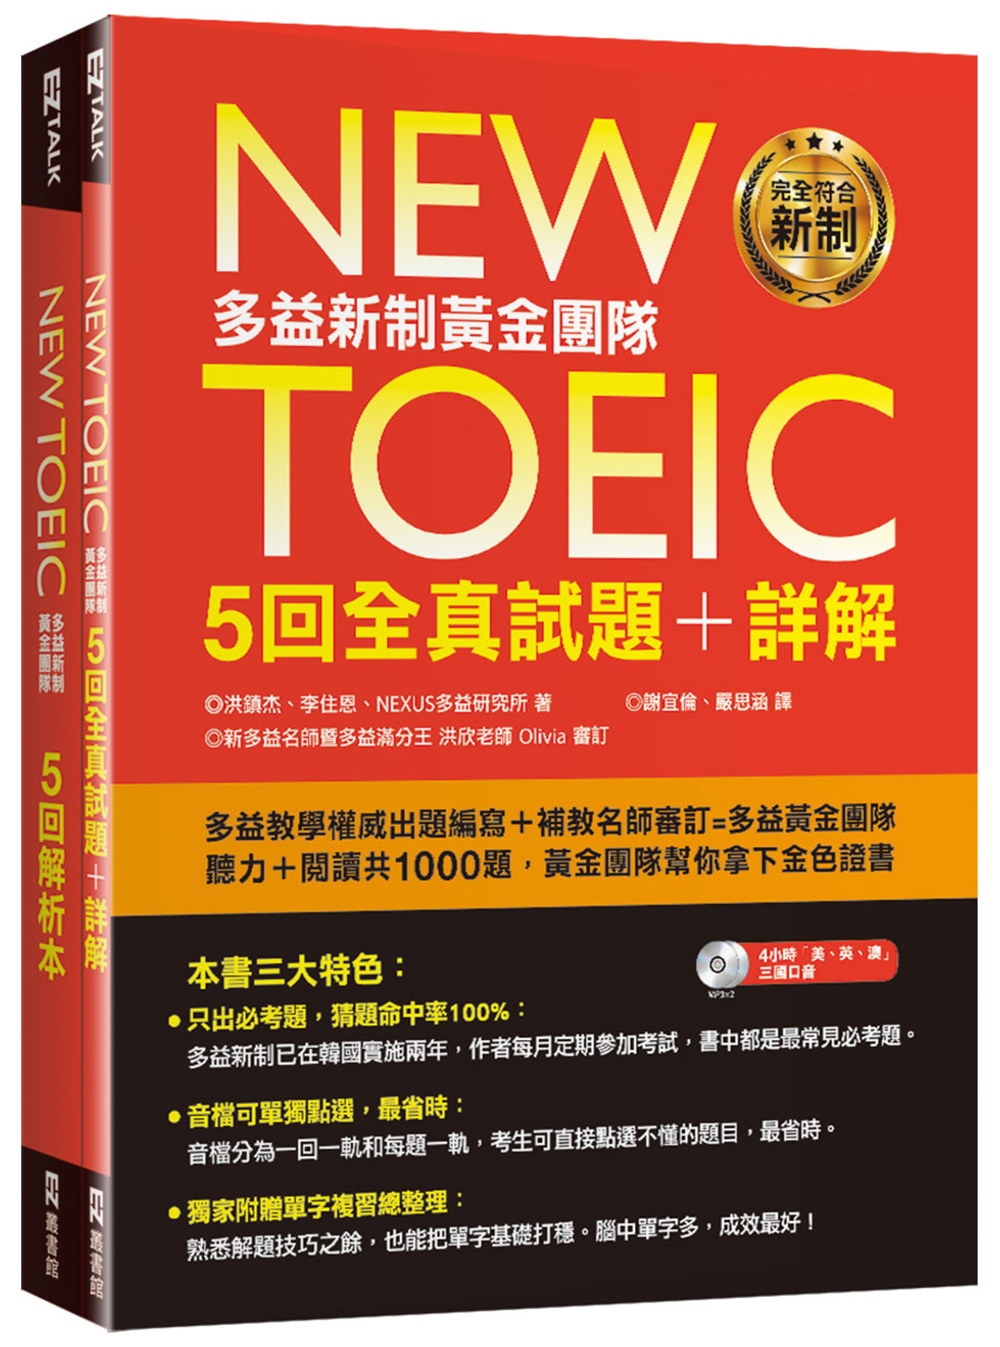 EZTALK
NEW TOEIC
多益新制
黃金團隊
5回解析本
EZ叢書館
EZTALK
NEW TOEIC
多益新制
黃金團隊
5回全真試題+詳解
EZ叢書館
NEW
完全符合
新制
多益新制黃金團隊
TOEIC
5回全真試題+詳解
◎洪鎮杰、李住恩、NEXUS多益研究所 著 ◎謝宜倫、嚴思涵 譯
◎新多益名師暨多益滿分王 洪欣老師 Olivia 審訂
多益教學權威出題編寫+補教名師審訂=多益黃金團隊
聽力+閱讀共1000題,黃金團隊幫你拿下金色證書
4小時「美、英、澳」
三國口音
MP3x2
本書三大特色:
●只出必考題,猜題命中率100%:
多益新制已在韓國實施兩年,作者每月定期參加考試,書中都是最常見必考題。
●音檔可單獨點選,最省時:
音檔分為一回一軌和每題一軌,考生可直接點選不懂的題目,最省時。
●獨家附贈單字複習總整理:
熟悉解題技巧之餘,也能把單字基礎打穩。腦中單字多,成效最好!